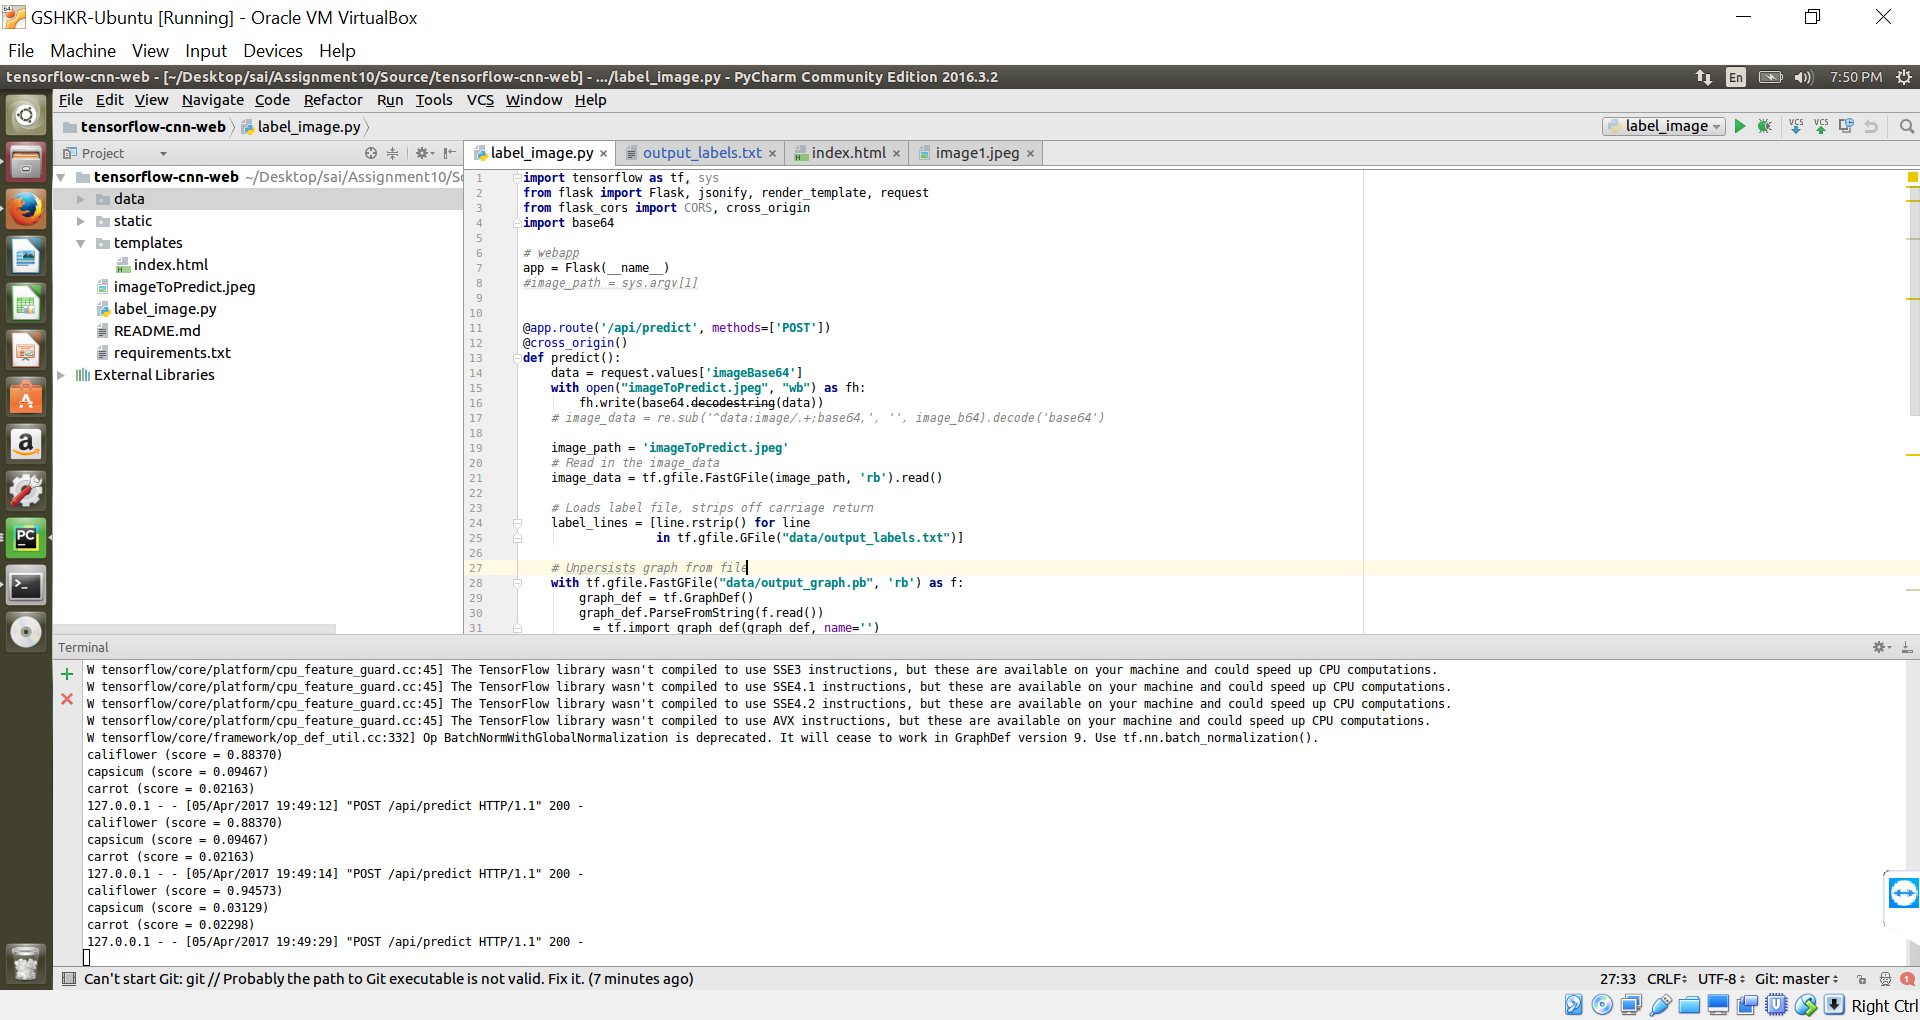 GSHKR-Ubuntu [Running] - Oracle VM VirtualBox
File Machine View Input Devices Help
tensorflow-cnn-web - [~/Desktop/sai/Assignment10/Source/tensorflow-cnn-web] - .../label_image.py - PyCharm Community Edition 2016.3.2
En 7:50 PM
File Edit View Navigate Code Refactor Run Tools VCS Window Help
tensorflow-cnn-web label_image.py
label_image VCS VCS
Project
label_image.py × output_labels.txt × index.html × image1.jpeg ×
tensorflow-cnn-web ~/Desktop/sai/Assignment10/So
data
static
templates
index.html
imageToPredict.jpeg
label_image.py
README.md
requirements.txt
External Libraries
1 import tensorflow as tf, sys
2 from flask import Flask, jsonify, render_template, request
3 from flask_cors import CORS, cross_origin
4 import base64
5
6 # webapp
7 app = Flask(__name__)
8 #image_path = sys.argv[1]
9
10
11 @app.route('/api/predict', methods=['POST'])
12 @cross_origin()
13 def predict():
14 data = request.values['imageBase64']
15 with open("imageToPredict.jpeg", "wb") as fh:
16 fh.write(base64.decodestring(data))
17 # image_data = re.sub('^data:image/.+;base64,', '', image_b64).decode('base64')
18
19 image_path = 'imageToPredict.jpeg'
20 # Read in the image_data
21 image_data = tf.gfile.FastGFile(image_path, 'rb').read()
22
23 # Loads label file, strips off carriage return
24 label_lines = [line.rstrip() for line
25 in tf.gfile.GFile("data/output_labels.txt")]
26
27 # Unpersists graph from file
28 with tf.gfile.FastGFile("data/output_graph.pb", 'rb') as f:
29 graph_def = tf.GraphDef()
30 graph_def.ParseFromString(f.read())
31 = tf.import_graph_def(graph_def, name='')
Terminal
W tensorflow/core/platform/cpu_feature_guard.cc:45] The TensorFlow library wasn't compiled to use SSE3 instructions, but these are available on your machine and could speed up CPU computations.
W tensorflow/core/platform/cpu_feature_guard.cc:45] The TensorFlow library wasn't compiled to use SSE4.1 instructions, but these are available on your machine and could speed up CPU computations.
W tensorflow/core/platform/cpu_feature_guard.cc:45] The TensorFlow library wasn't compiled to use SSE4.2 instructions, but these are available on your machine and could speed up CPU computations.
W tensorflow/core/platform/cpu_feature_guard.cc:45] The TensorFlow library wasn't compiled to use AVX instructions, but these are available on your machine and could speed up CPU computations.
W tensorflow/core/framework/op_def_util.cc:332] Op BatchNormWithGlobalNormalization is deprecated. It will cease to work in GraphDef version 9. Use tf.nn.batch_normalization().
califlower (score = 0.88370)
capsicum (score = 0.09467)
carrot (score = 0.02163)
127.0.0.1 - - [05/Apr/2017 19:49:12] "POST /api/predict HTTP/1.1" 200 -
califlower (score = 0.88370)
capsicum (score = 0.09467)
carrot (score = 0.02163)
127.0.0.1 - - [05/Apr/2017 19:49:14] "POST /api/predict HTTP/1.1" 200 -
califlower (score = 0.94573)
capsicum (score = 0.03129)
carrot (score = 0.02298)
127.0.0.1 - - [05/Apr/2017 19:49:29] "POST /api/predict HTTP/1.1" 200 -
Can't start Git: git // Probably the path to Git executable is not valid. Fix it. (7 minutes ago)
27:33 CRLF UTF-8 Git: master 1
Right Ctrl